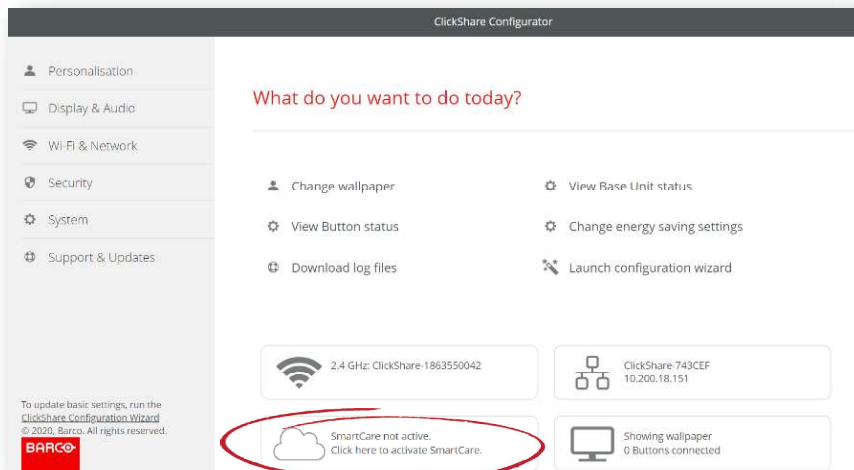 ClickShare Configurator
Personalisation
Display & Audio
Wi-Fi & Network
Security
System
Support & Updates
To update basic settings, run the
ClickShare Configuration Wizard
© 2020, Barco. All rights reserved.
BARCO
What do you want to do today?
Change wallpaper
View Base Unit status
View Button status
Change energy saving settings
Download log files
Launch configuration wizard
2.4 GHz: ClickShare-1863550042
ClickShare-743CEF
10.200.18.151
SmartCare not active.
Click here to activate SmartCare.
Showing wallpaper
0 Buttons connected